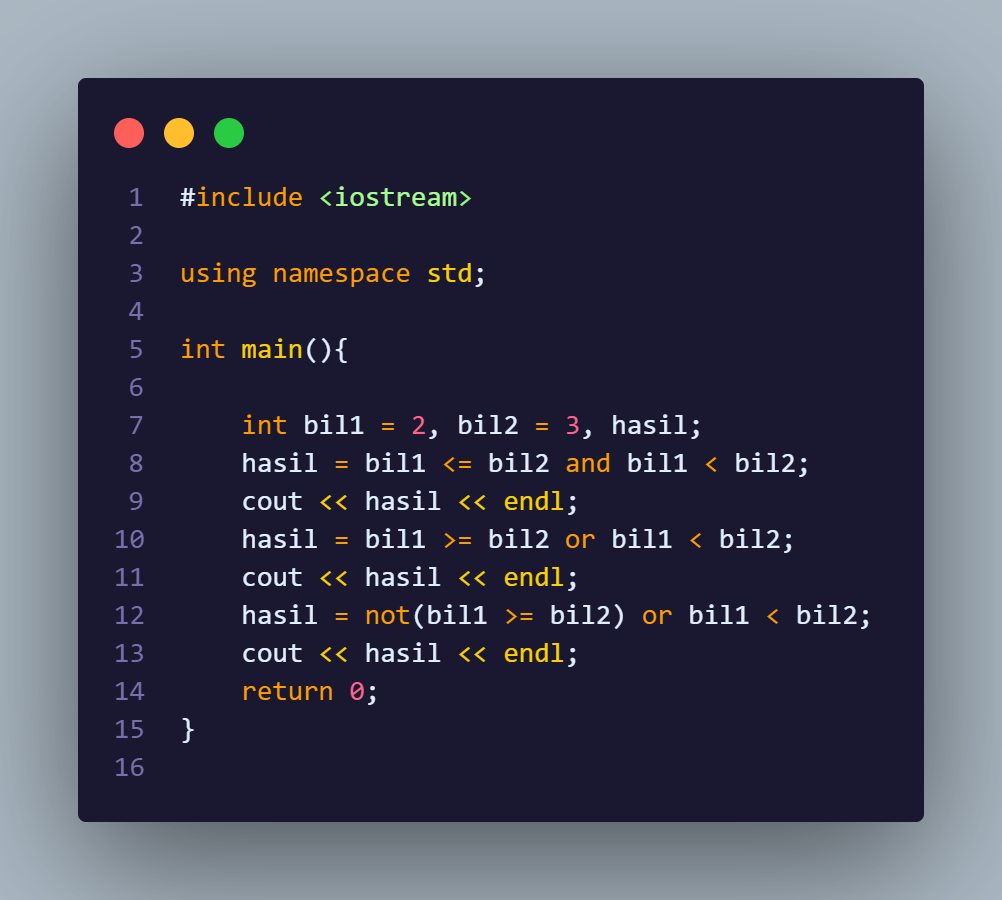 1 #include <iostream>
2
3 using namespace std;
4
5 int main(){
6
7     int bil1 = 2, bil2 = 3, hasil;
8     hasil = bil1 <= bil2 and bil1 < bil2;
9     cout << hasil << endl;
10     hasil = bil1 >= bil2 or bil1 < bil2;
11     cout << hasil << endl;
12     hasil = not(bil1 >= bil2) or bil1 < bil2;
13     cout << hasil << endl;
14     return 0;
15 }
16